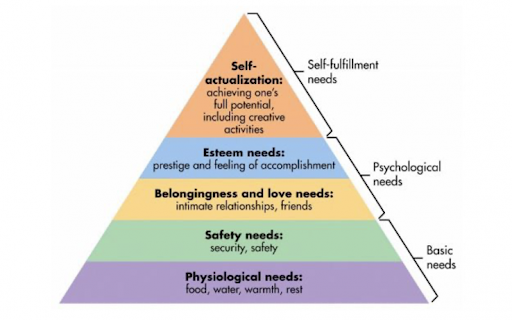 Self-
actualization:
achieving one's
full potential,
including creative
activities
Self-fulfillment
needs
Esteem needs:
prestige and feeling of accomplishment
Psychological
needs
Belongingness and love needs:
intimate relationships, friends
Safety needs:
security, safety
Basic
needs
Physiological needs:
food, water, warmth, rest